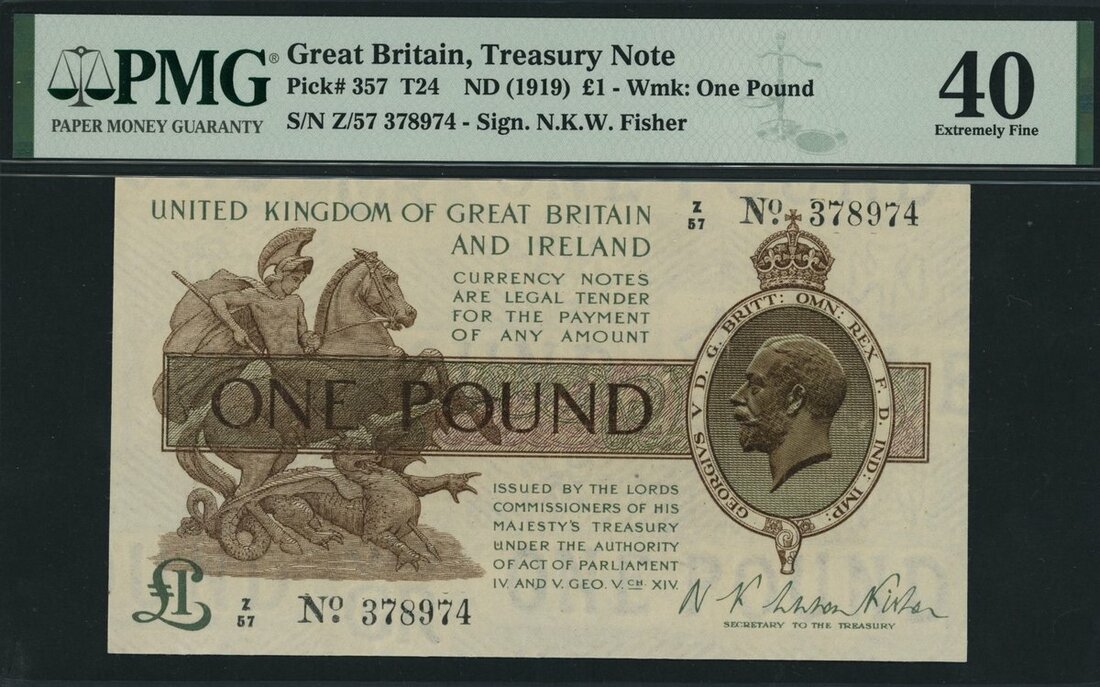 PMG®
PAPER MONEY GUARANTY
Great Britain, Treasury Note
Pick# 357 T24 ND (1919) £1 - Wmk: One Pound
S/N Z/57 378974 - Sign. N.K.W. Fisher
40
Extremely Fine
UNITED KINGDOM OF GREAT BRITAIN
AND IRELAND
Z
57
No. 378974
CURRENCY NOTES
ARE LEGAL TENDER
FOR THE PAYMENT
OF ANY AMOUNT
ONE POUND
GEORGIVS V D. G. BRITT: OMN: REX F. D. IND: IMP:
ISSUED BY THE LORDS
COMMISSIONERS OF HIS
MAJESTY'S TREASURY
UNDER THE AUTHORITY
OF ACT OF PARLIAMENT
IV. AND V. GEO. V. CH. XIV.
£1
Z
57
No. 378974
SECRETARY TO THE TREASURY